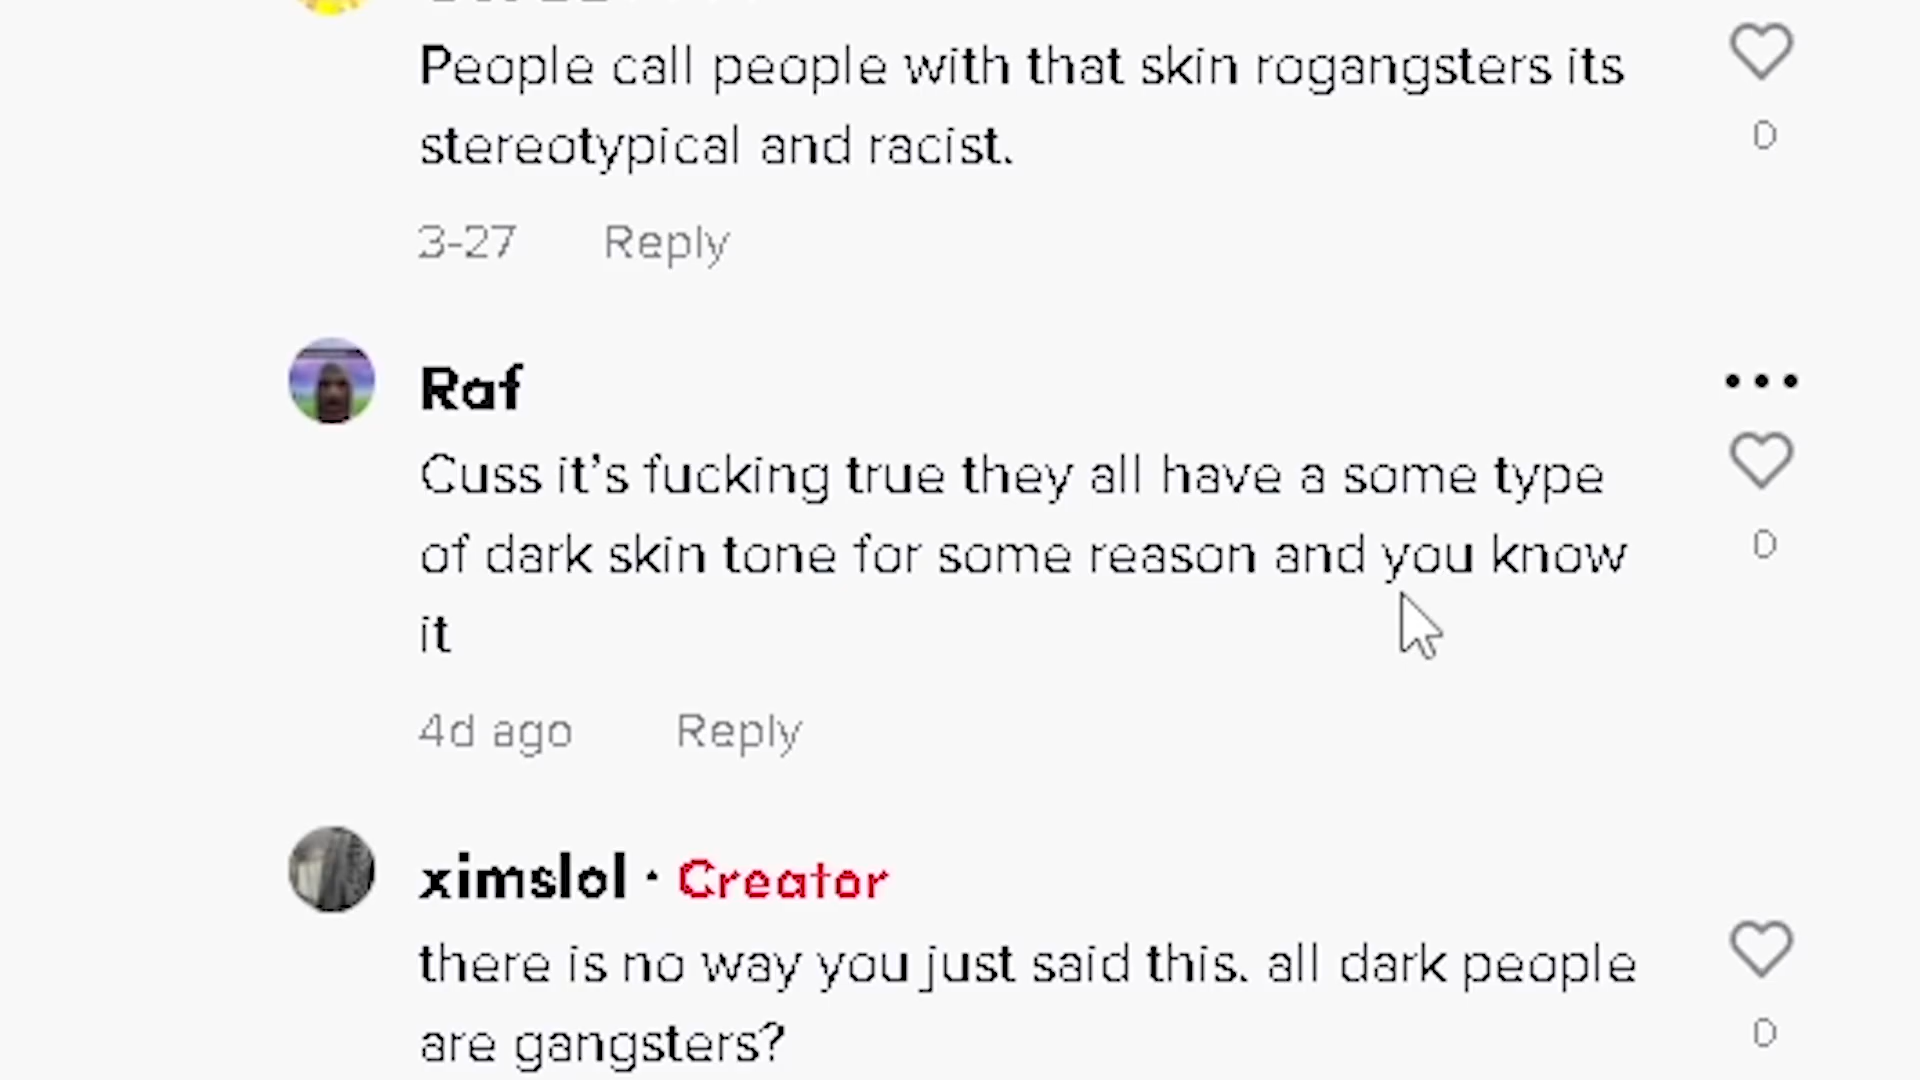 People call people with that skin rogangsters its
stereotypical and racist.
0
3-27 Reply
Raf
Cuss it's fucking true they all have a some type
of dark skin tone for some reason and you know
it
0
4d ago Reply
ximslol · Creator
there is no way you just said this. all dark people
are gangsters?
0